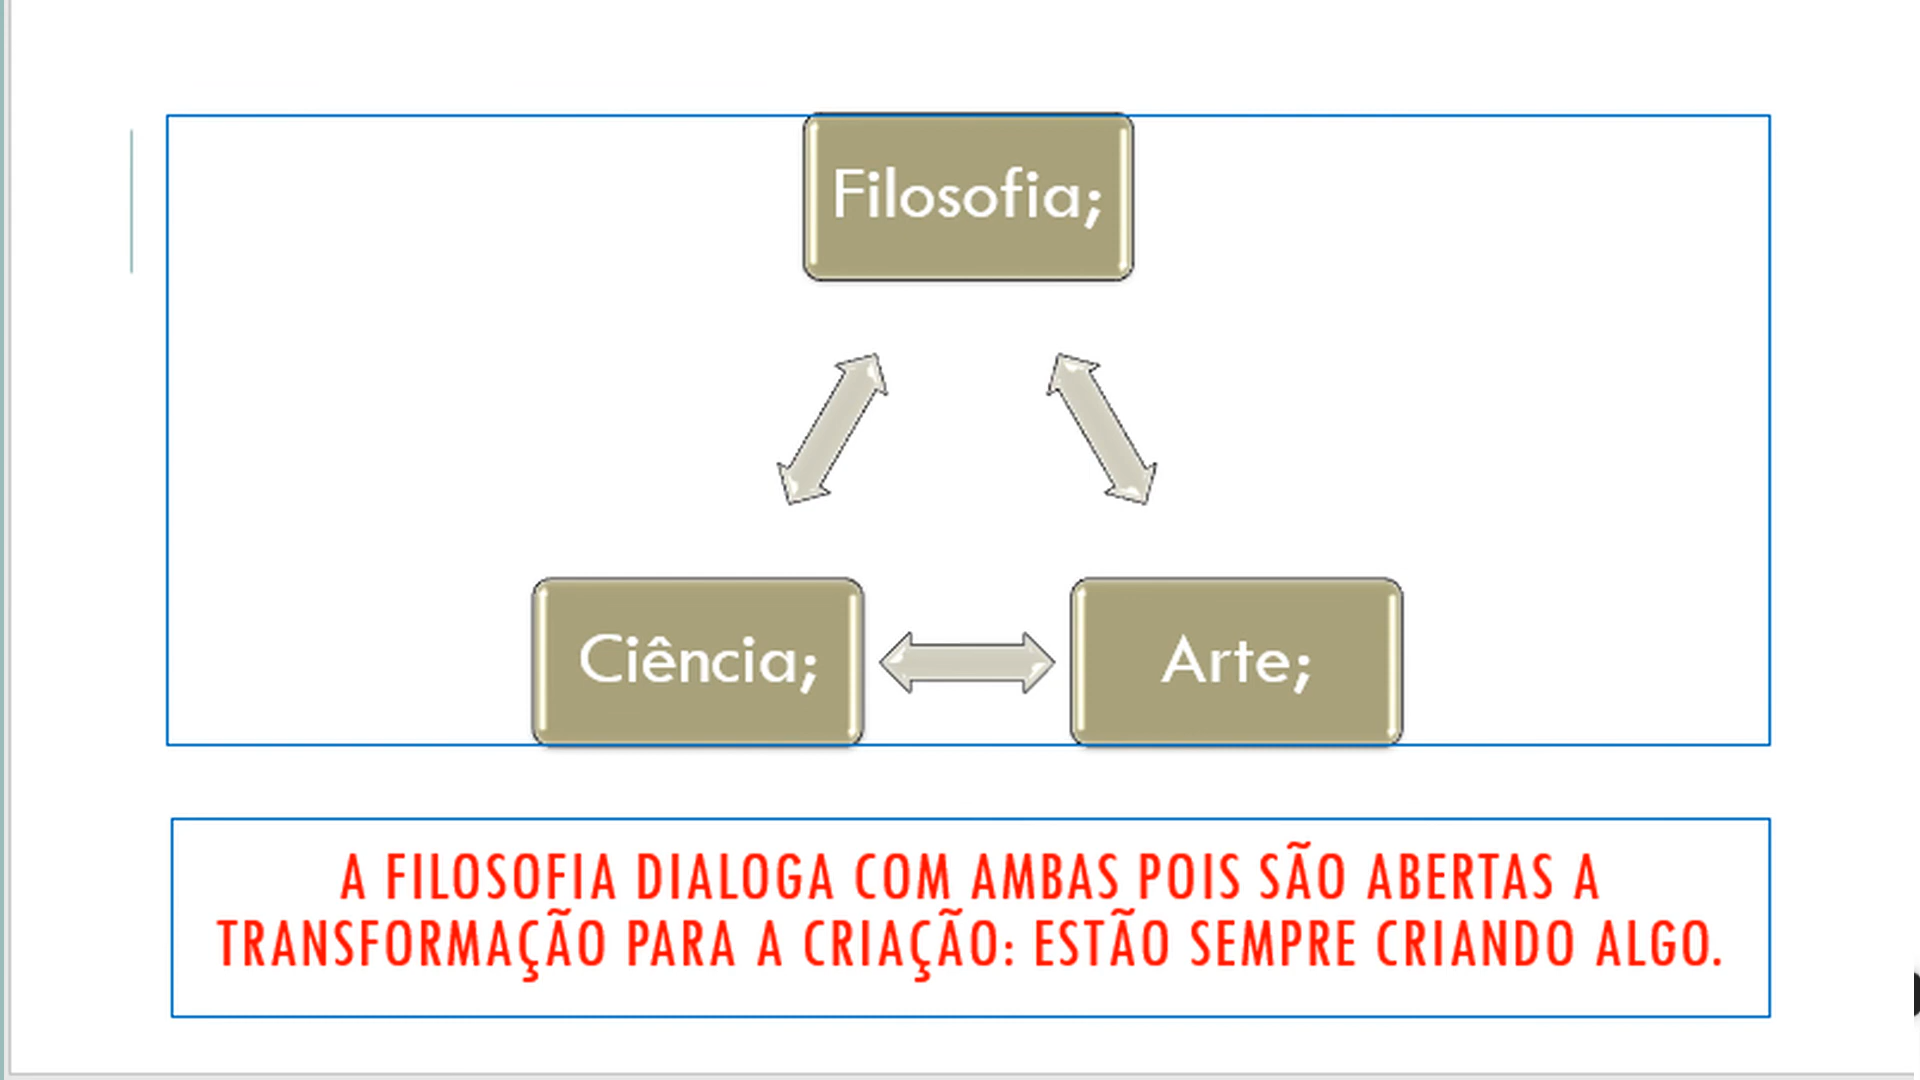 Filosofia;
Ciência;
Arte;
A FILOSOFIA DIALOGA COM AMBAS POIS SÃO ABERTAS A
TRANSFORMAÇÃO PARA A CRIAÇÃO: ESTÃO SEMPRE CRIANDO ALGO.